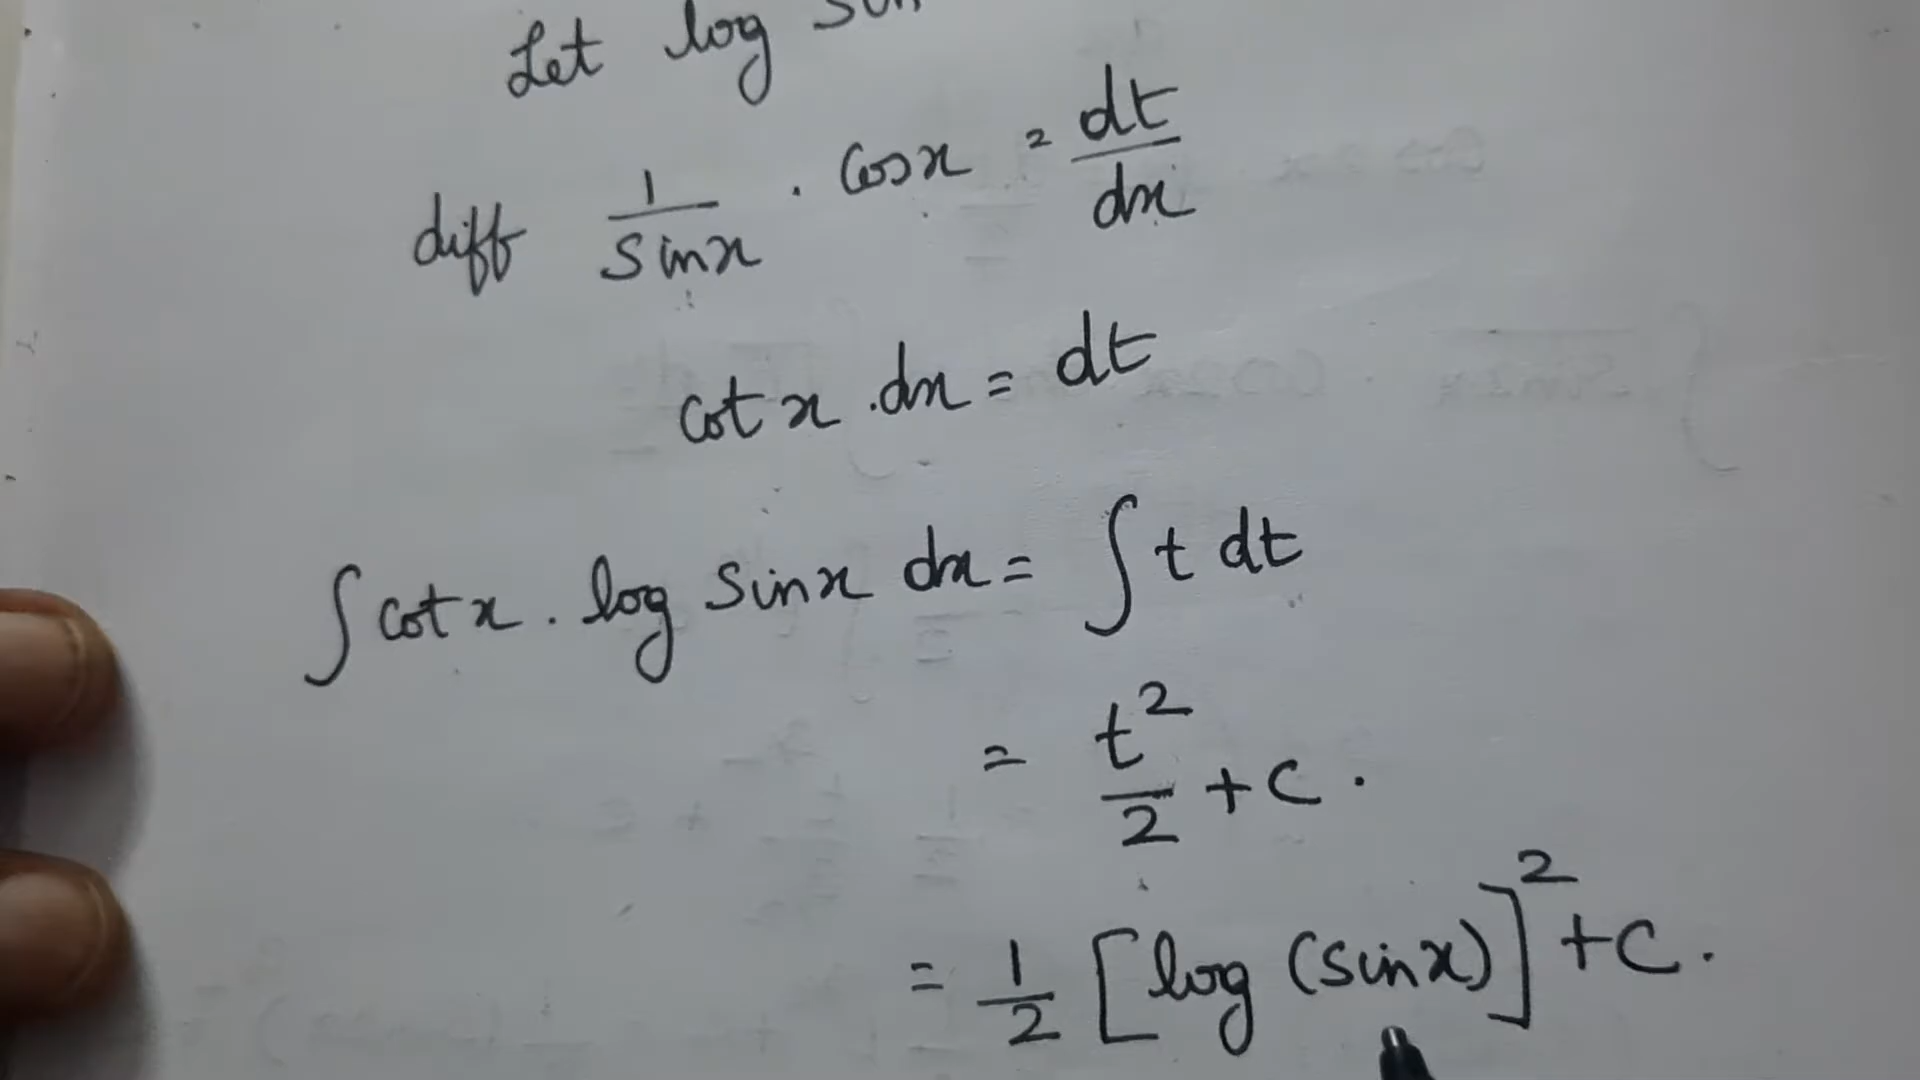 Let log sin
diff 1/sinx . cosx = dt/dx
cot x .dx = dt
∫ cot x . log sinx dx = ∫ t dt
= t²/2 + c .
= 1/2 [log (sinx)]² + c .